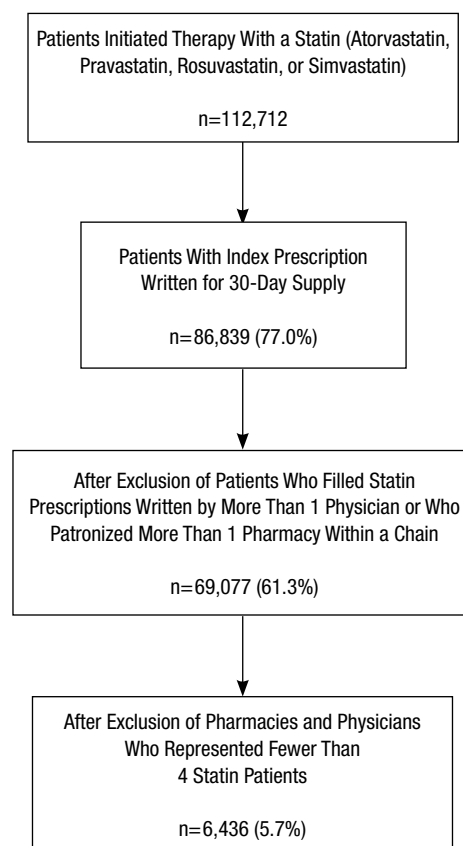 Patients Initiated Therapy With a Statin (Atorvastatin,
Pravastatin, Rosuvastatin, or Simvastatin)
n=112,712
Patients With Index Prescription
Written for 30-Day Supply
n=86,839 (77.0%)
After Exclusion of Patients Who Filled Statin
Prescriptions Written by More Than 1 Physician or Who
Patronized More Than 1 Pharmacy Within a Chain
n=69,077 (61.3%)
After Exclusion of Pharmacies and Physicians
Who Represented Fewer Than
4 Statin Patients
n=6,436 (5.7%)